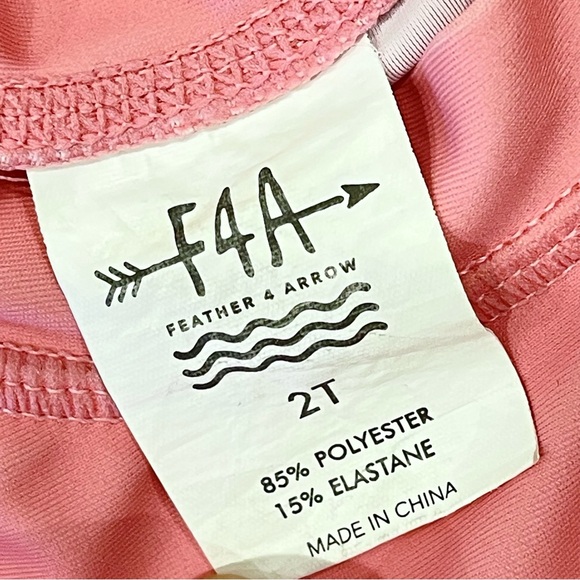 F4A
FEATHER 4 ARROW
2T
85% POLYESTER
15% ELASTANE
MADE IN CHINA